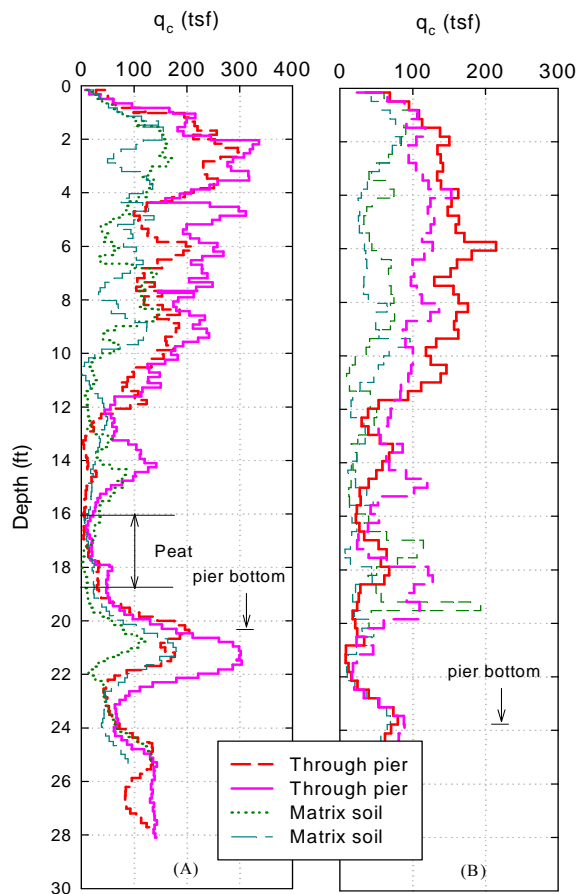 q_c (tsf)
q_c (tsf)
0 100 200 300 400
0 100 200 300
0
2
4
6
8
10
12
14
16
18
20
22
24
26
28
30
Depth (ft)
Peat
pier bottom
pier bottom
Through pier
Through pier
Matrix soil
Matrix soil
(A)
(B)